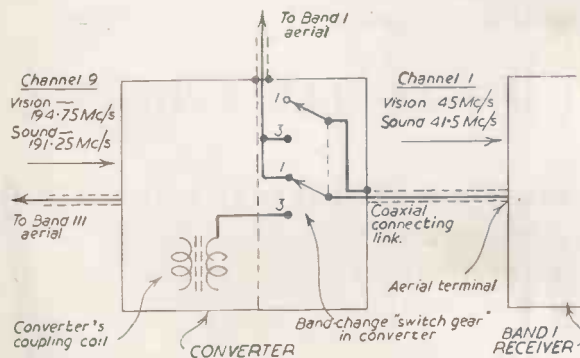 To Band I
aerial
Channel 9
Vision —
194·75 Mc/s
Sound —
191·25 Mc/s
Channel 1
Vision 45 Mc/s
Sound 41·5 Mc/s
1
3
1
3
To Band III
aerial
Coaxial
connecting
link.
Aerial terminal
Converter's
coupling coil
CONVERTER
Band-change "switch gear"
in converter
BAND I
RECEIVER